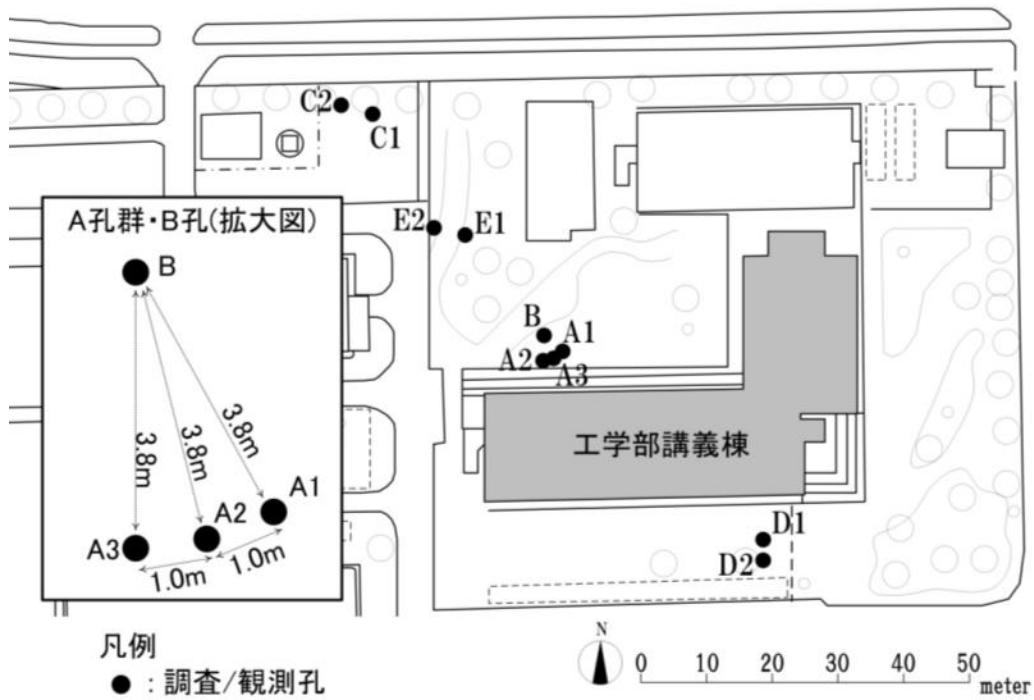 C2
C1
A孔群・B孔(拡大図)
E2
E1
B
B
A1
A2
A3
3.8m
3.8m
3.8m
工学部講義棟
A1
A2
A3
1.0m
1.0m
D1
D2
凡例
●:調査/観測孔
N
0 10 20 30 40 50
meter